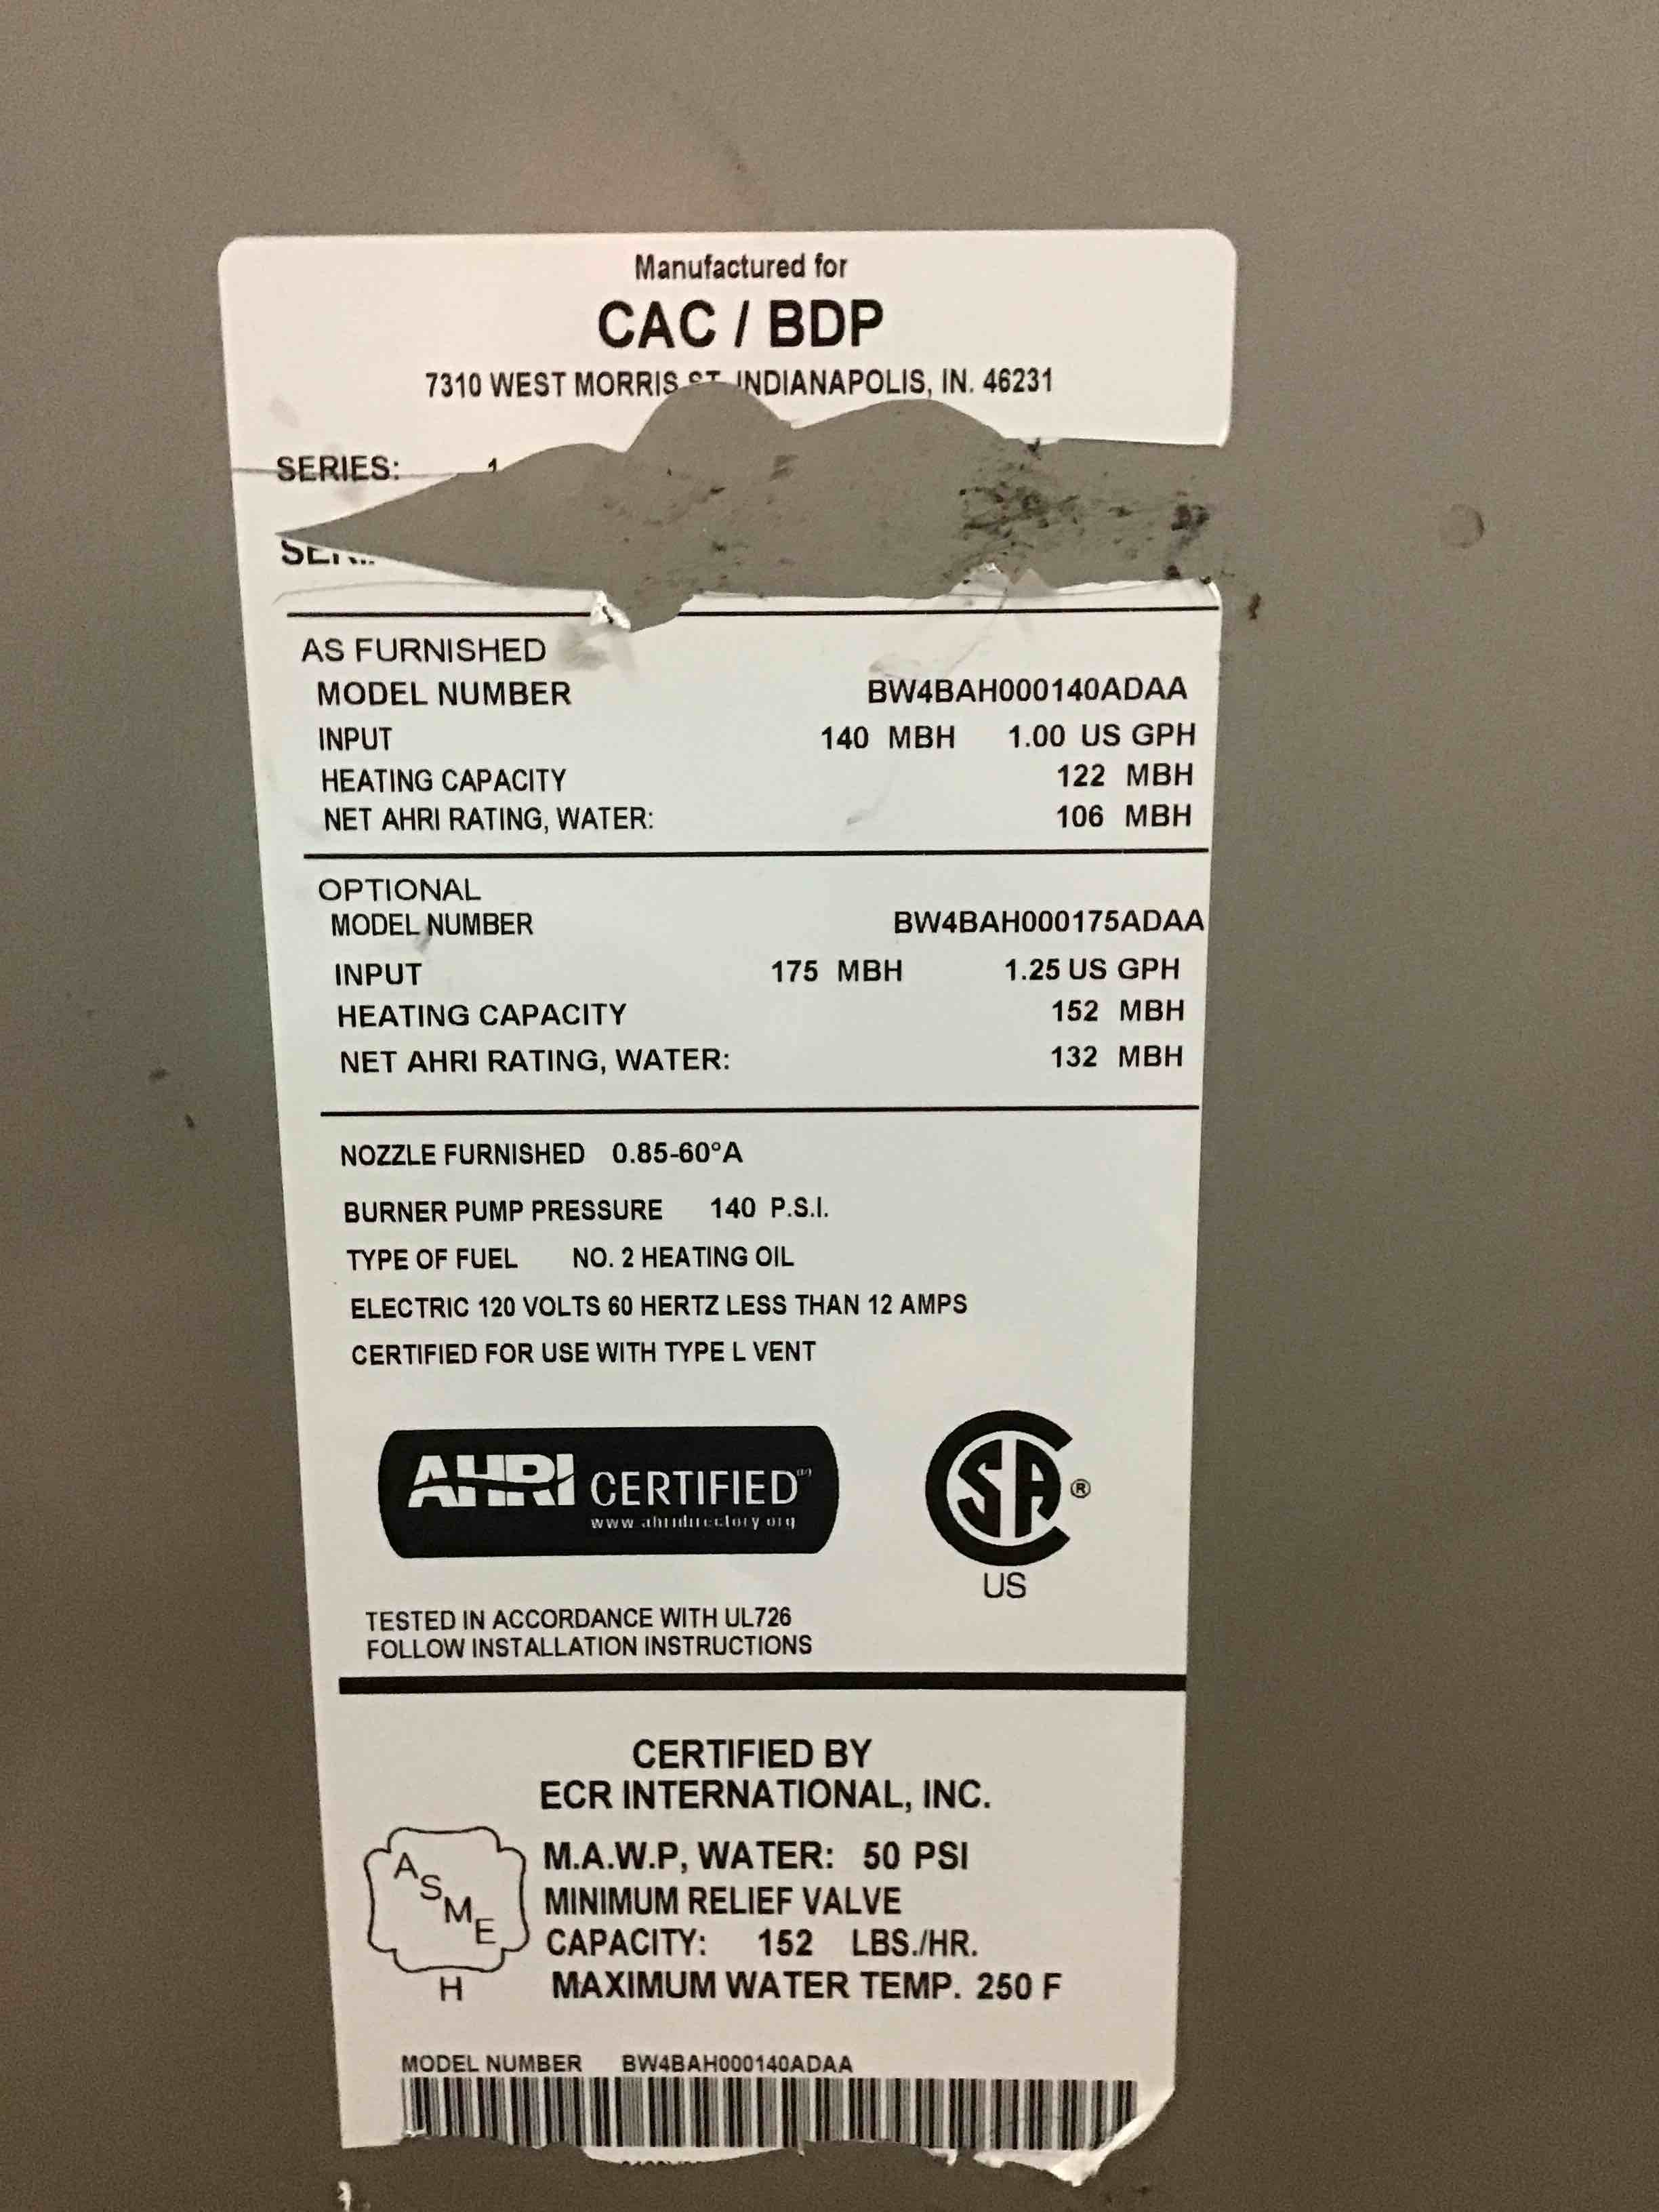 Manufactured for
CAC / BDP
7310 WEST MORRIS ST. INDIANAPOLIS, IN. 46231
SERIES: 1
AS FURNISHED
MODEL NUMBER BW4BAH000140ADAA
INPUT 140 MBH 1.00 US GPH
HEATING CAPACITY 122 MBH
NET AHRI RATING, WATER: 106 MBH
OPTIONAL
MODEL NUMBER BW4BAH000175ADAA
INPUT 175 MBH 1.25 US GPH
HEATING CAPACITY 152 MBH
NET AHRI RATING, WATER: 132 MBH
NOZZLE FURNISHED 0.85-60°A
BURNER PUMP PRESSURE 140 P.S.I.
TYPE OF FUEL NO. 2 HEATING OIL
ELECTRIC 120 VOLTS 60 HERTZ LESS THAN 12 AMPS
CERTIFIED FOR USE WITH TYPE L VENT
AHRI CERTIFIED
www.ahridirectory.org
SA ®
US
TESTED IN ACCORDANCE WITH UL726
FOLLOW INSTALLATION INSTRUCTIONS
CERTIFIED BY
ECR INTERNATIONAL, INC.
ASME
H
M.A.W.P, WATER: 50 PSI
MINIMUM RELIEF VALVE
CAPACITY: 152 LBS./HR.
MAXIMUM WATER TEMP. 250 F
MODEL NUMBER BW4BAH000140ADAA